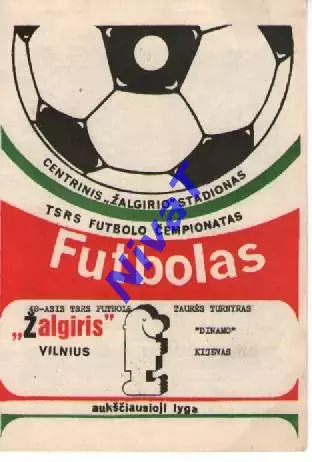 CENTRINIS „ŽALGIRIO" STADIONAS
TSRS FUTBOLO ČEMPIONATAS
Futbolas
48-ASIS TSRS FUTBOLO TAURĖS TURNYRAS
„Žalgiris" "DINAMO"
VILNIUS KIJEVAS
aukščiausioji lyga
NivaT